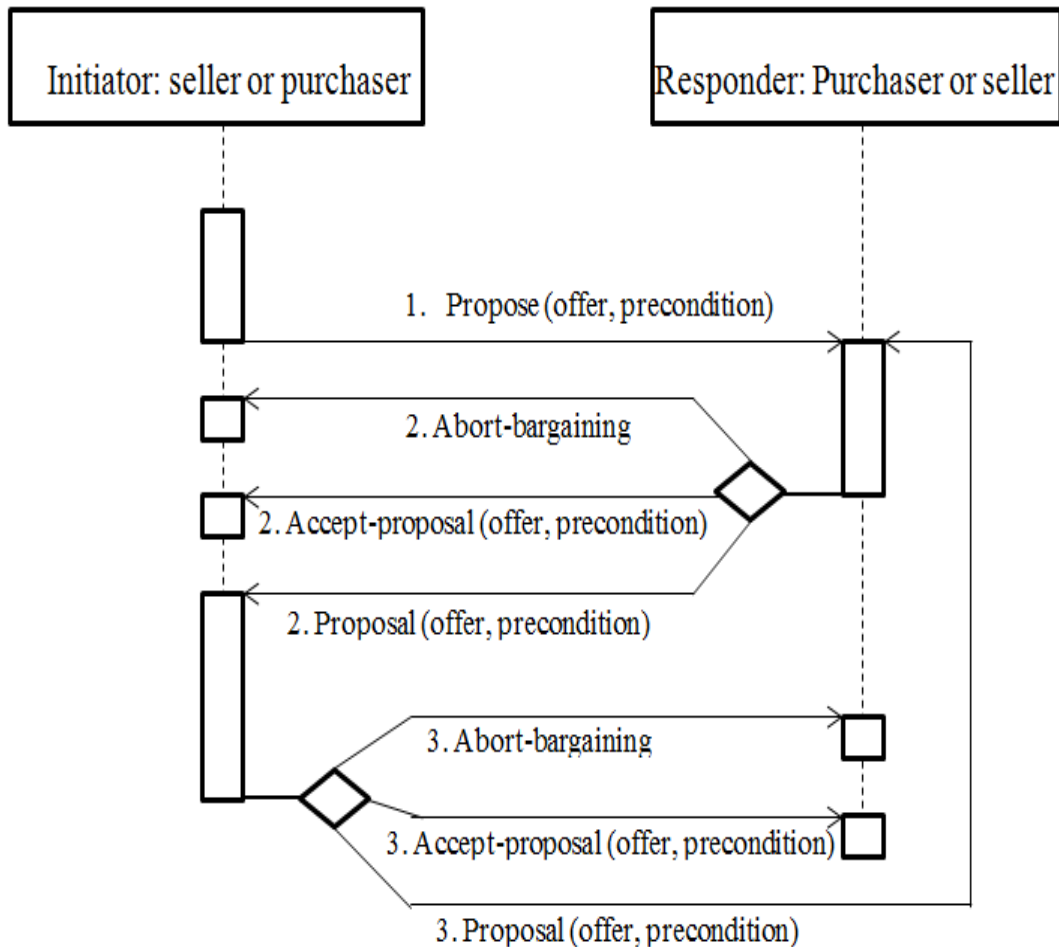 Initiator: seller or purchaser
Responder: Purchaser or seller
1. Propose (offer, precondition)
2. Abort-bargaining
2. Accept-proposal (offer, precondition)
2. Proposal (offer, precondition)
3. Abort-bargaining
3. Accept-proposal (offer, precondition)
3. Proposal (offer, precondition)